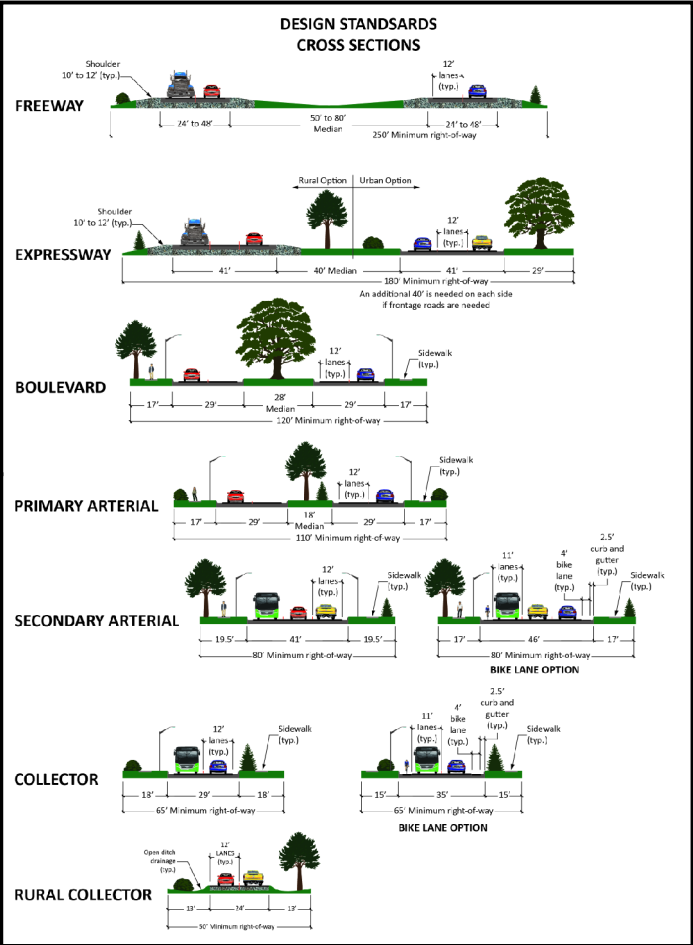 DESIGN STANDSARDS
CROSS SECTIONS
FREEWAY
Shoulder
10' to 12' (typ.)
12'
lanes
(typ.)
24' to 48'
50' to 80'
Median
24' to 48'
250' Minimum right-of-way
EXPRESSWAY
Rural Option
Urban Option
Shoulder
10' to 12' (typ.)
12'
lanes
(typ.)
41'
40' Median
41'
29'
180' Minimum right-of-way
An additional 40' is needed on each side
if frontage roads are needed
BOULEVARD
12'
lanes
(typ.)
Sidewalk
(typ.)
17'
29'
28'
Median
29'
17'
120' Minimum right-of-way
PRIMARY ARTERIAL
12'
lanes
(typ.)
Sidewalk
(typ.)
17'
29'
18'
Median
29'
17'
110' Minimum right-of-way
SECONDARY ARTERIAL
12'
lanes
(typ.)
Sidewalk
(typ.)
19.5'
41'
19.5'
80' Minimum right-of-way
11'
lanes
(typ.)
4'
bike
lane
(typ.)
2.5'
curb and
gutter
(typ.)
Sidewalk
(typ.)
17'
46'
17'
80' Minimum right-of-way
BIKE LANE OPTION
COLLECTOR
12'
lanes
(typ.)
Sidewalk
(typ.)
13'
29'
18'
65' Minimum right-of-way
11'
lanes
(typ.)
4'
bike
lane
(typ.)
2.5'
curb and
gutter
(typ.)
Sidewalk
(typ.)
15'
35'
15'
65' Minimum right-of-way
BIKE LANE OPTION
RURAL COLLECTOR
Open ditch
drainage
(typ.)
12'
LANES
(typ.)
13'
24'
13'
50' Minimum right-of-way